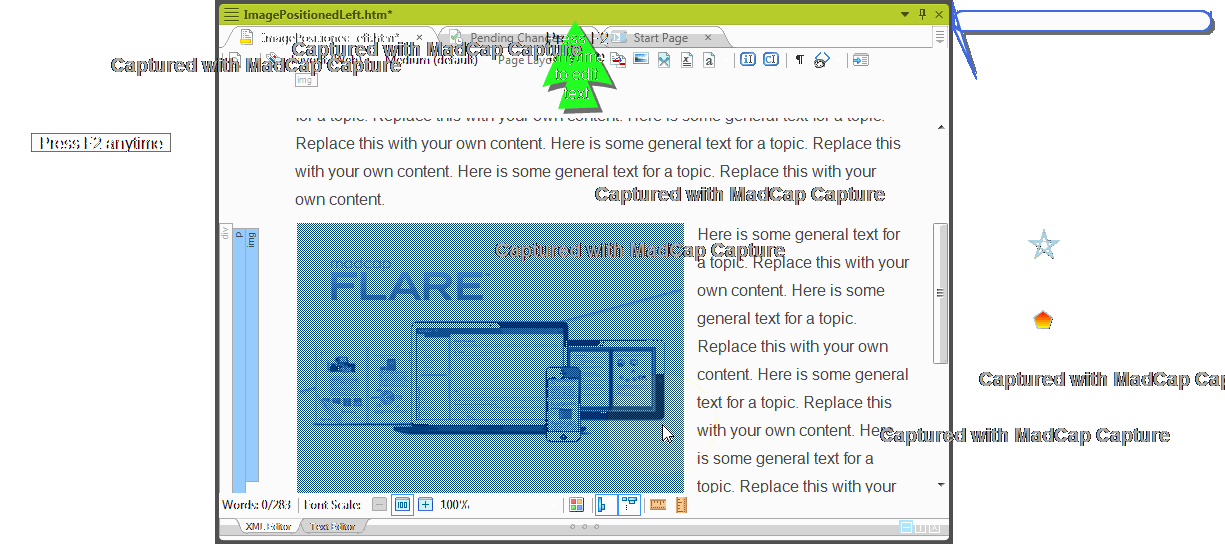 ImagePositionedLeft.htm*
ImagePositionedLeft.htm*
Pending Chan
Press F2
Start Page
Captured with MadCap Capture
Captured with MadCap Capture
Medium (default)
Page Layo
img
to edit
text
for a topic. Replace this with your own content. Here is some general text for a topic.
Press F2 anytime
Replace this with your own content. Here is some general text for a topic. Replace this
with your own content. Here is some general text for a topic. Replace this with your
own content.
Captured with MadCap Capture
div
p
img
Here is some general text for
Captured with MadCap Capture
a topic. Replace this with your
own content. Here is some
general text for a topic.
Replace this with your own
content. Here is some general
text for a topic. Replace this
with your own content. Here
is some general text for a
topic. Replace this with your
FLARE
Captured with MadCap Cap
Captured with MadCap Capture
Words: 0/283
Font Scale:
100%
XML Editor
Text Editor